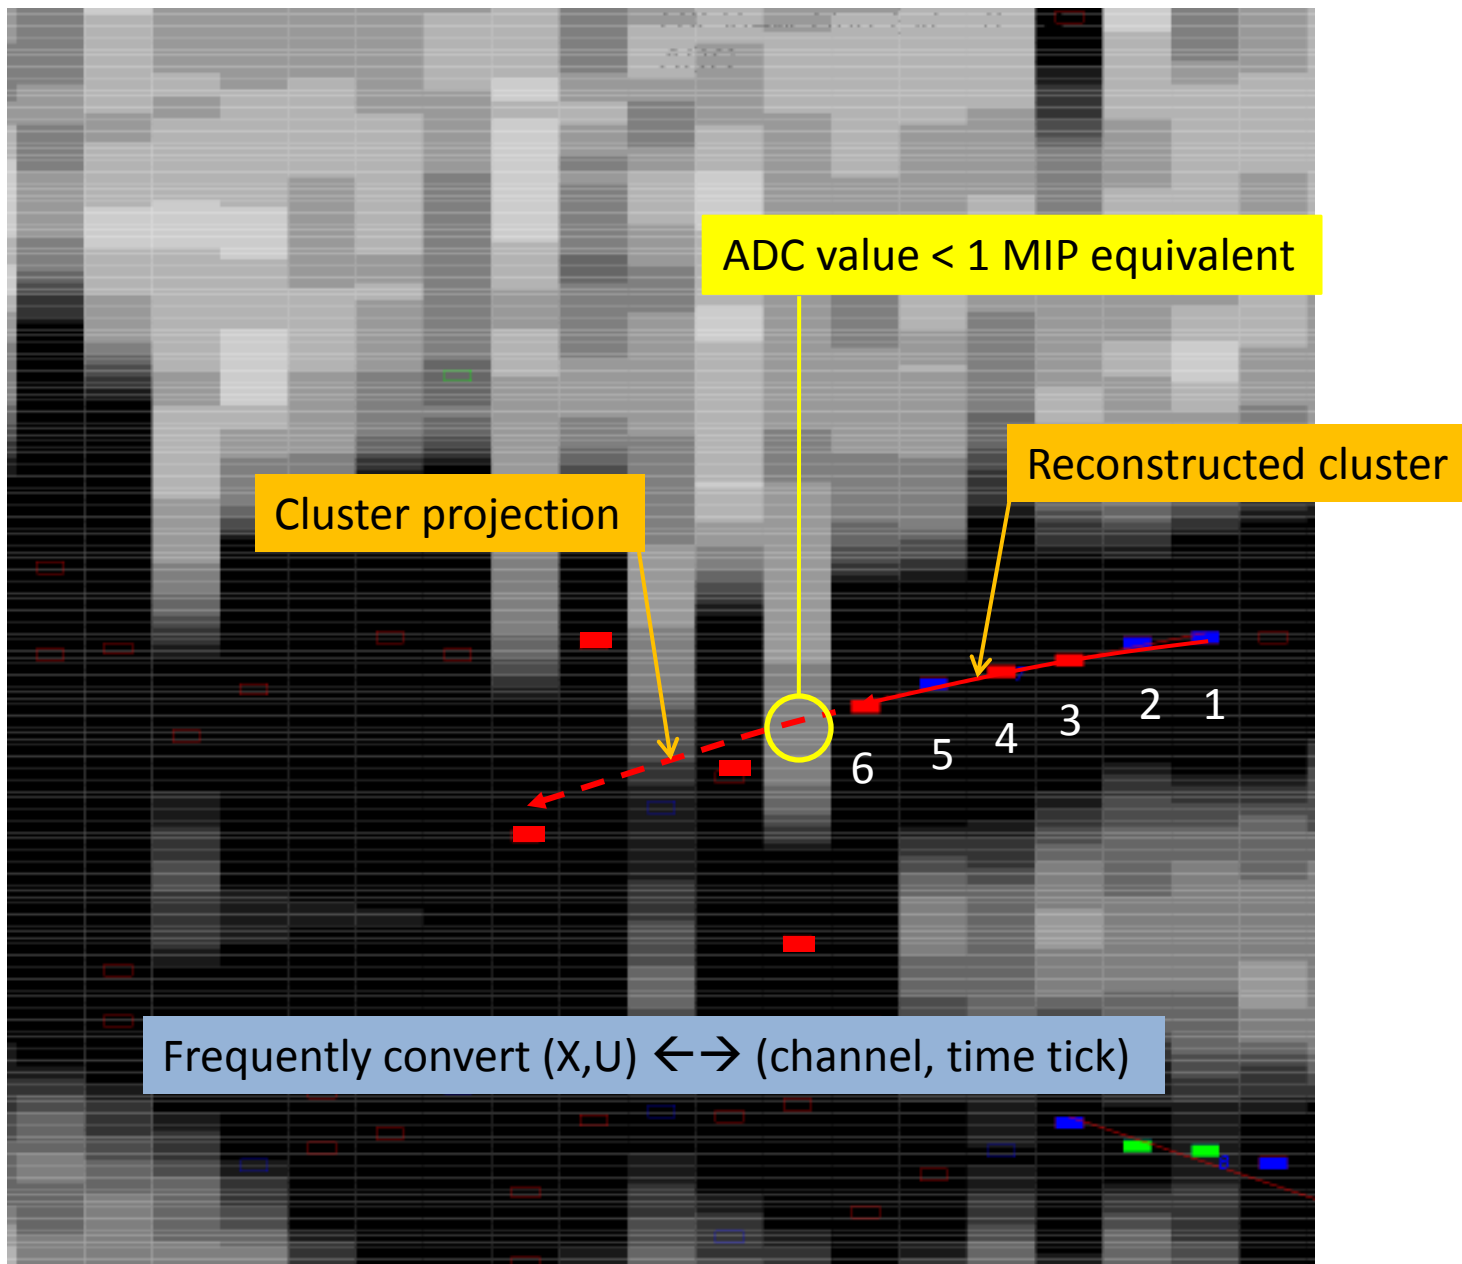 ADC value < 1 MIP equivalent
Reconstructed cluster
Cluster projection
6 5 4 3 2 1
Frequently convert (X,U) ←→ (channel, time tick)